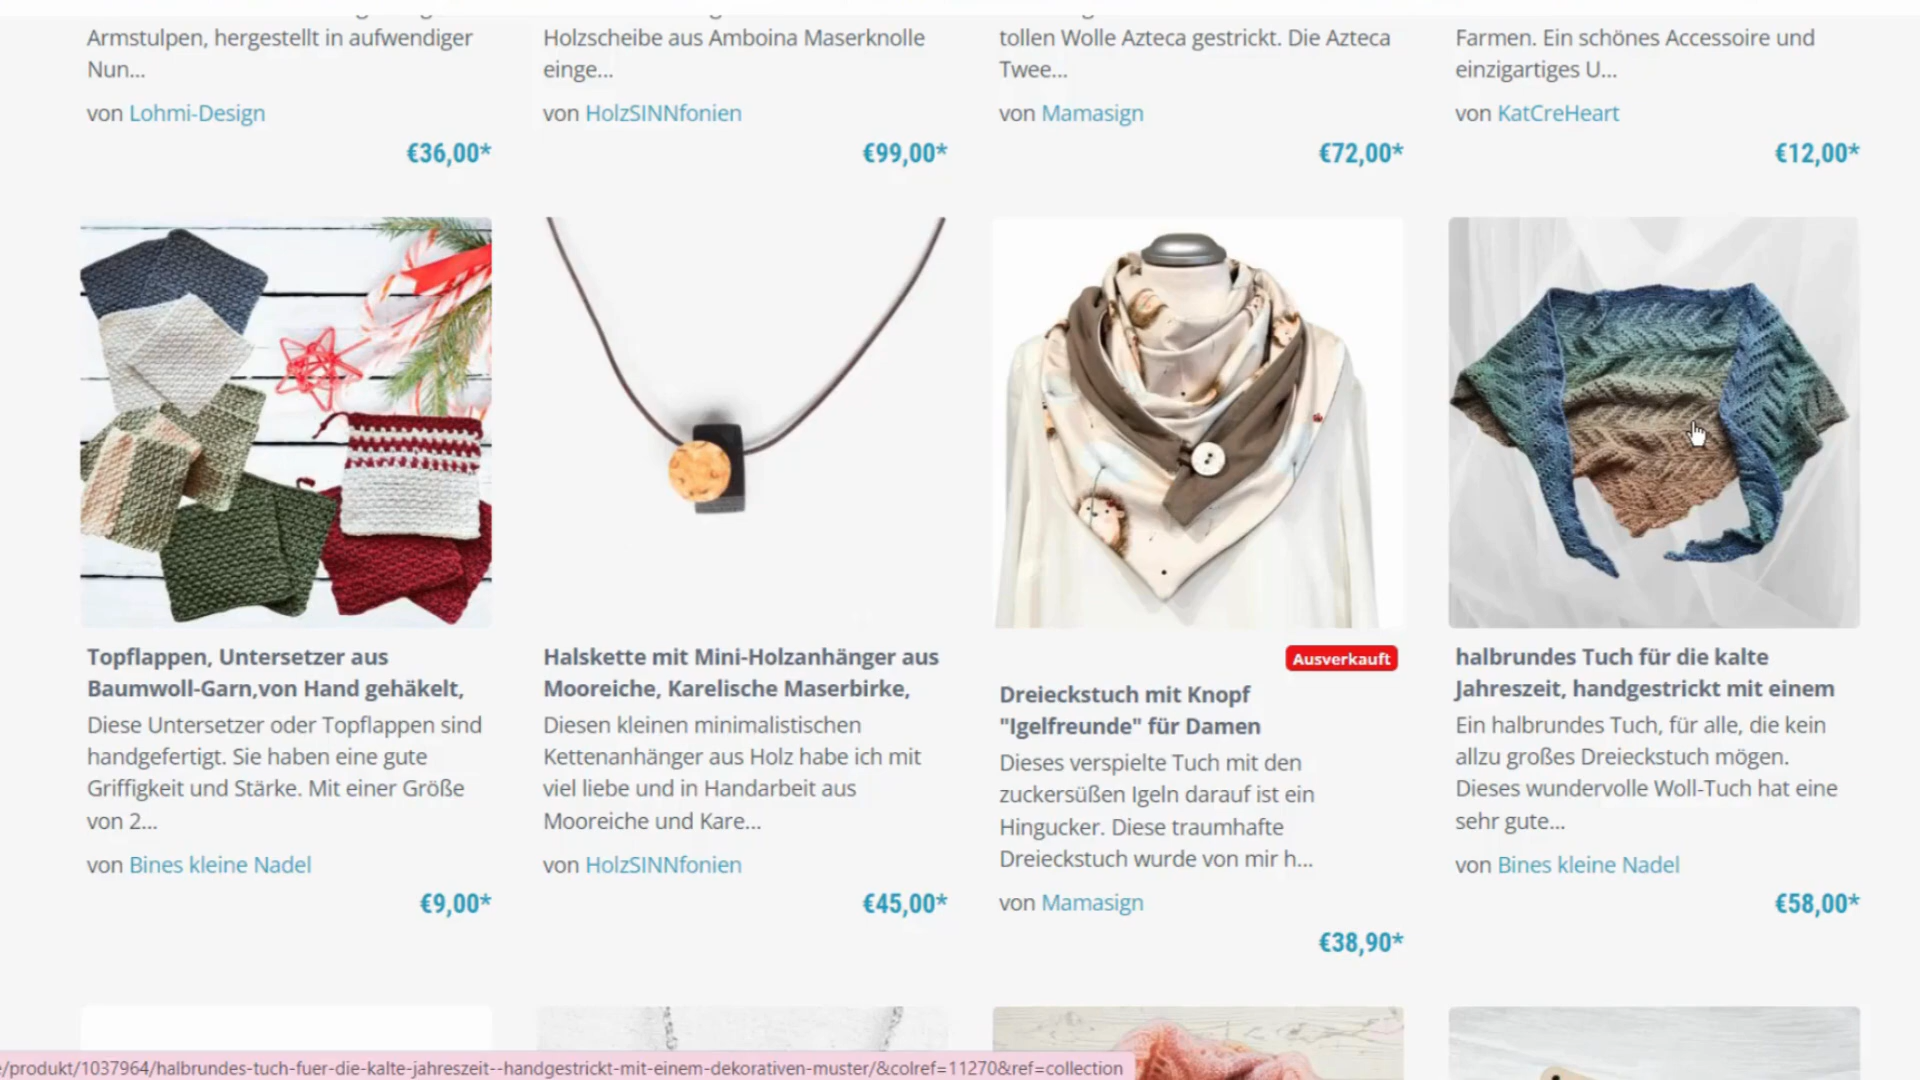 Armstulpen, hergestellt in aufwendiger
Nun...
von Lohmi-Design
€36,00*
Holzscheibe aus Amboina Maserknolle
einge...
von HolzSINNfonien
€99,00*
tollen Wolle Azteca gestrickt. Die Azteca
Twee...
von Mamasign
€72,00*
Farmen. Ein schönes Accessoire und
einzigartiges U...
von KatCreHeart
€12,00*
Topflappen, Untersetzer aus
Baumwoll-Garn,von Hand gehäkelt,
Diese Untersetzer oder Topflappen sind
handgefertigt. Sie haben eine gute
Griffigkeit und Stärke. Mit einer Größe
von 2...
von Bines kleine Nadel
€9,00*
Halskette mit Mini-Holzanhänger aus
Mooreiche, Karelische Maserbirke,
Diesen kleinen minimalistischen
Kettenanhänger aus Holz habe ich mit
viel liebe und in Handarbeit aus
Mooreiche und Kare...
von HolzSINNfonien
€45,00*
Ausverkauft
Dreieckstuch mit Knopf
"Igelfreunde" für Damen
Dieses verspielte Tuch mit den
zuckersüßen Igeln darauf ist ein
Hingucker. Diese traumhafte
Dreieckstuch wurde von mir h...
von Mamasign
€38,90*
halbrundes Tuch für die kalte
Jahreszeit, handgestrickt mit einem
Ein halbrundes Tuch, für alle, die kein
allzu großes Dreieckstuch mögen.
Dieses wundervolle Woll-Tuch hat eine
sehr gute...
von Bines kleine Nadel
€58,00*
/produkt/1037964/halbrundes-tuch-fuer-die-kalte-jahreszeit--handgestrickt-mit-einem-dekorativen-muster/&colref=11270&ref=collection